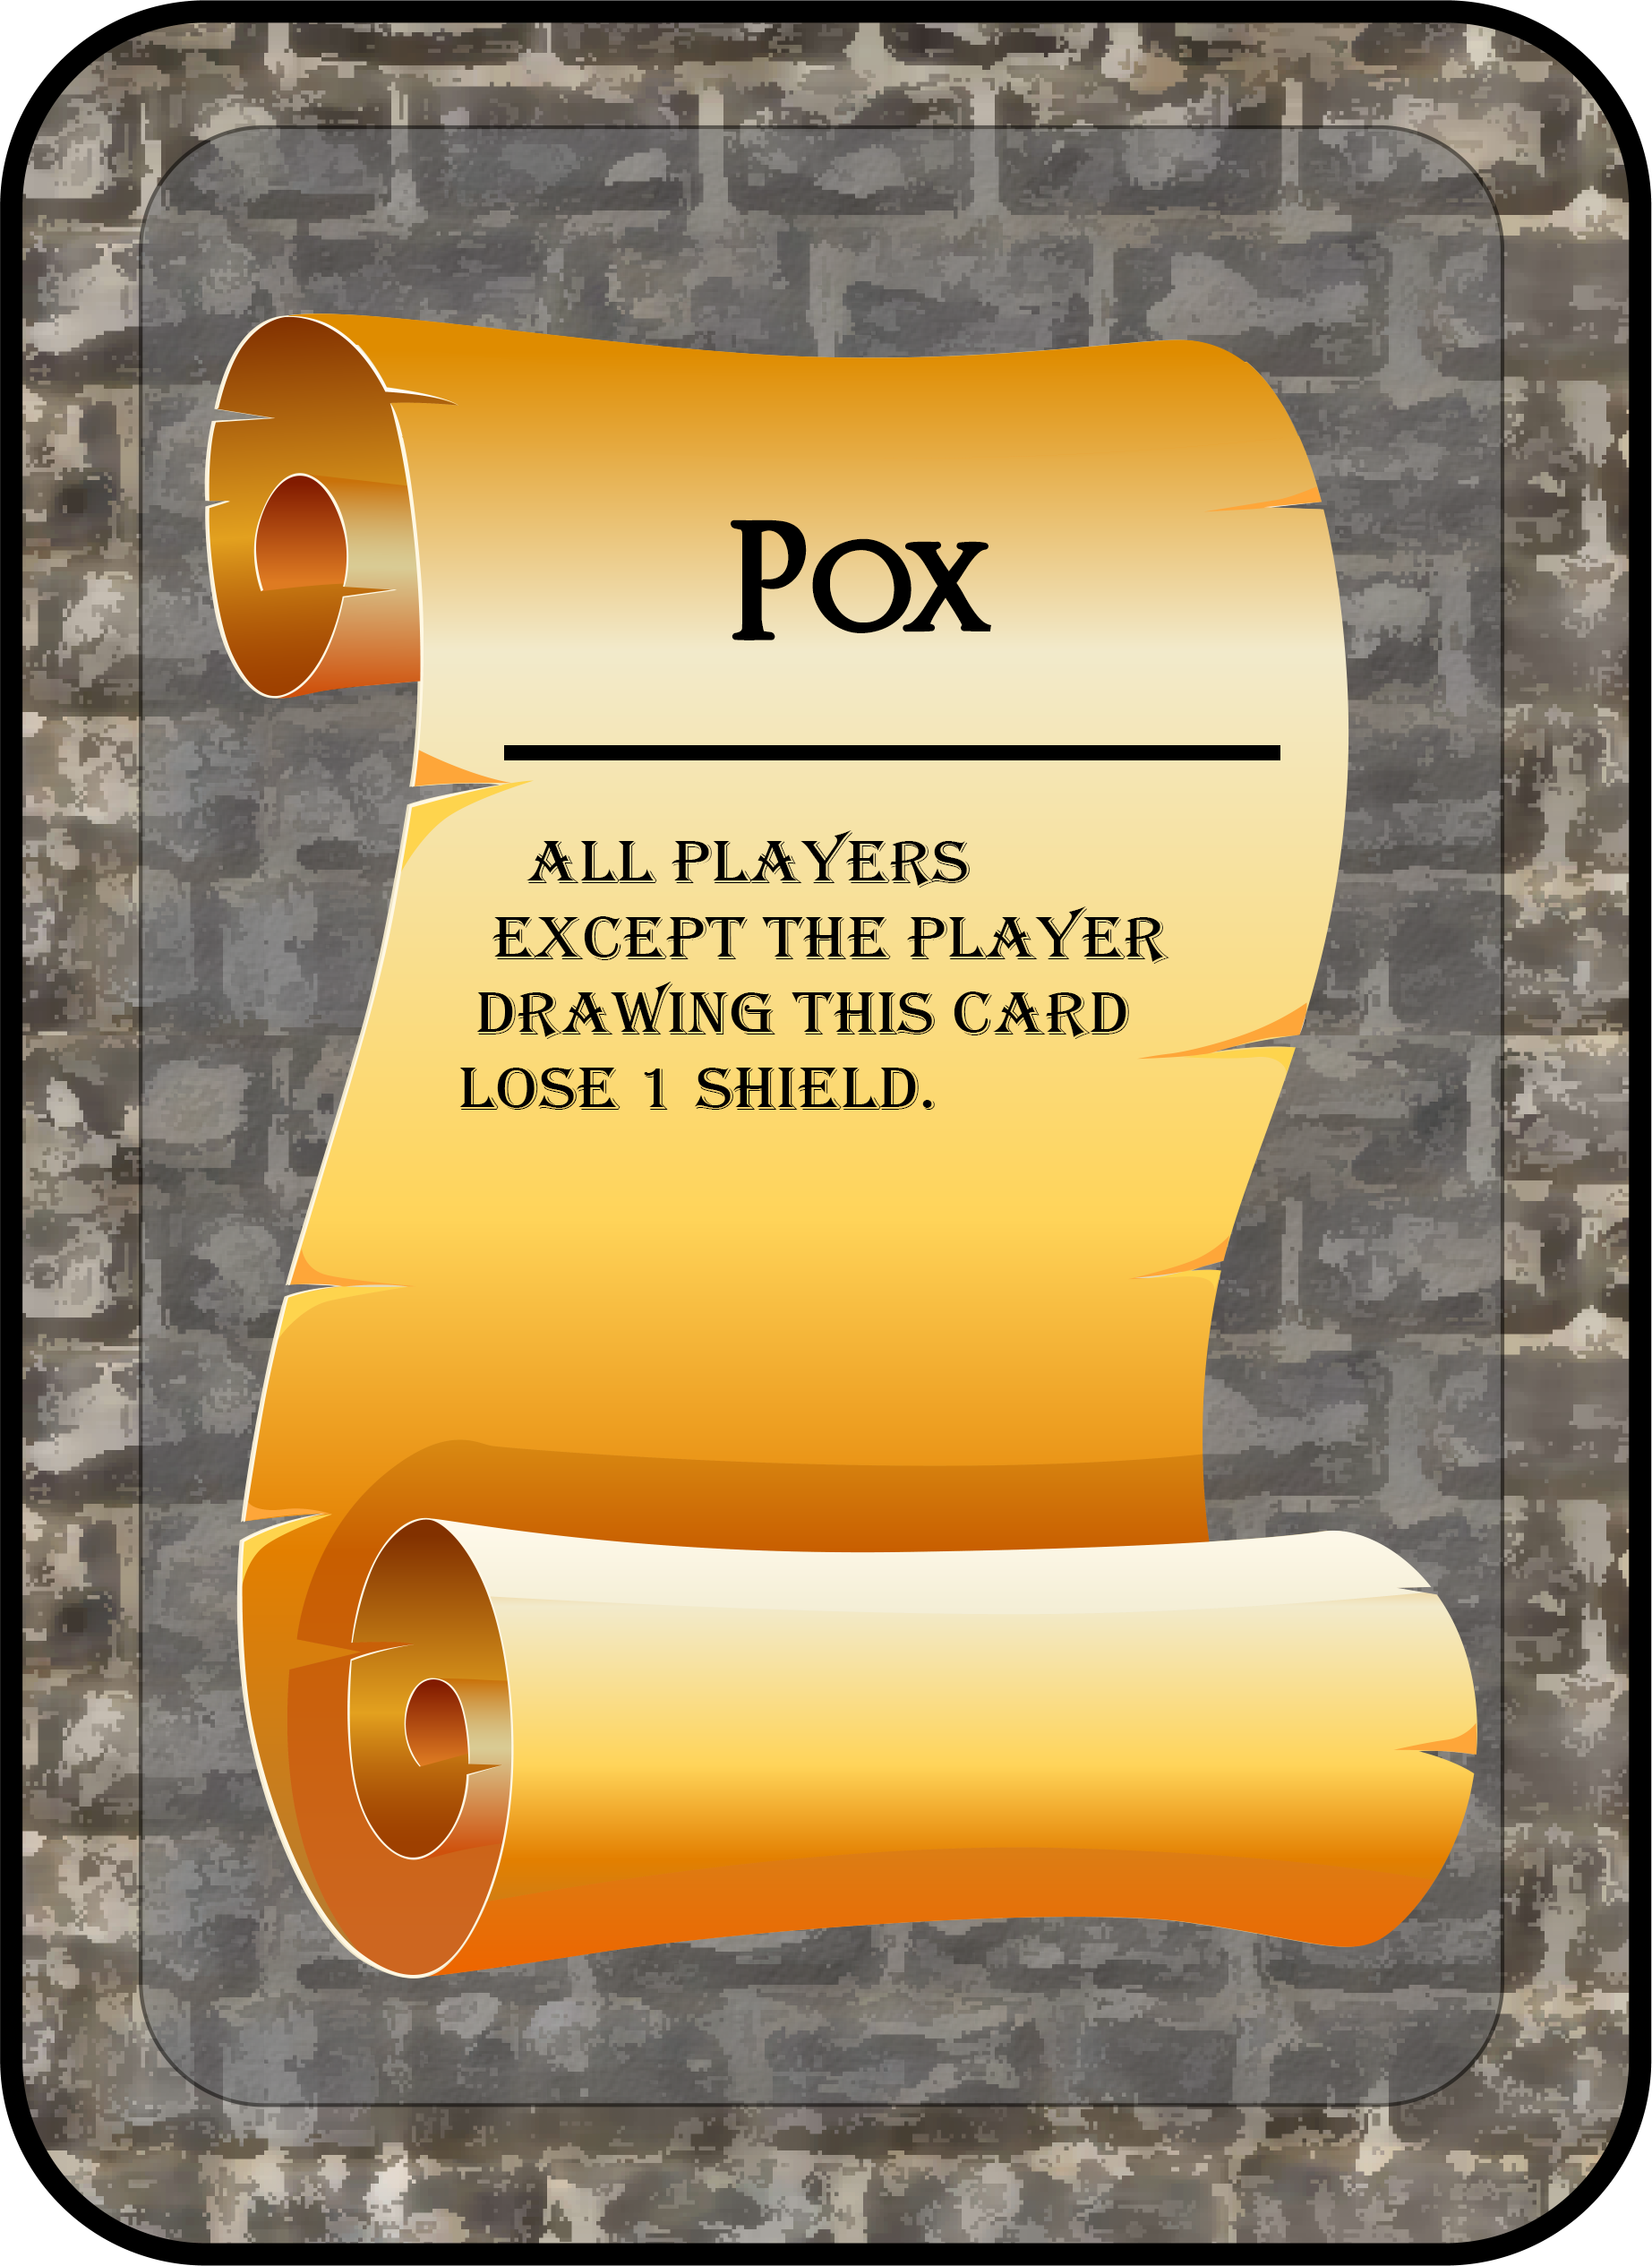 Pox
ALL PLAYERS
EXCEPT THE PLAYER
DRAWING THIS CARD
LOSE 1 SHIELD.